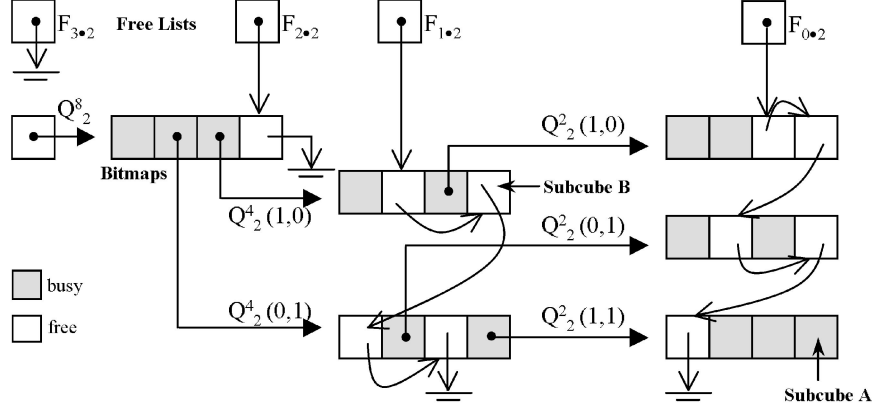 F3•2 Free Lists F2•2 F1•2 F0•2
Q82
Q22 (1,0)
Bitmaps
Subcube B
Q42 (1,0)
Q22 (0,1)
busy
Q42 (0,1)
Q22 (1,1)
free
Subcube A